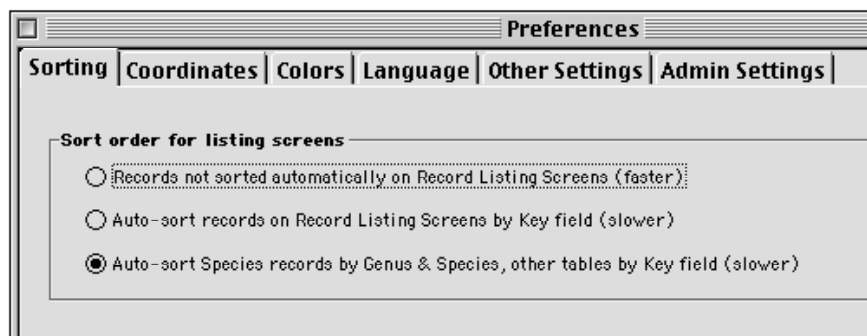 Preferences
Sorting Coordinates Colors Language Other Settings Admin Settings
Sort order for listing screens
Records not sorted automatically on Record Listing Screens (faster)
Auto-sort records on Record Listing Screens by Key field (slower)
Auto-sort Species records by Genus & Species, other tables by Key field (slower)